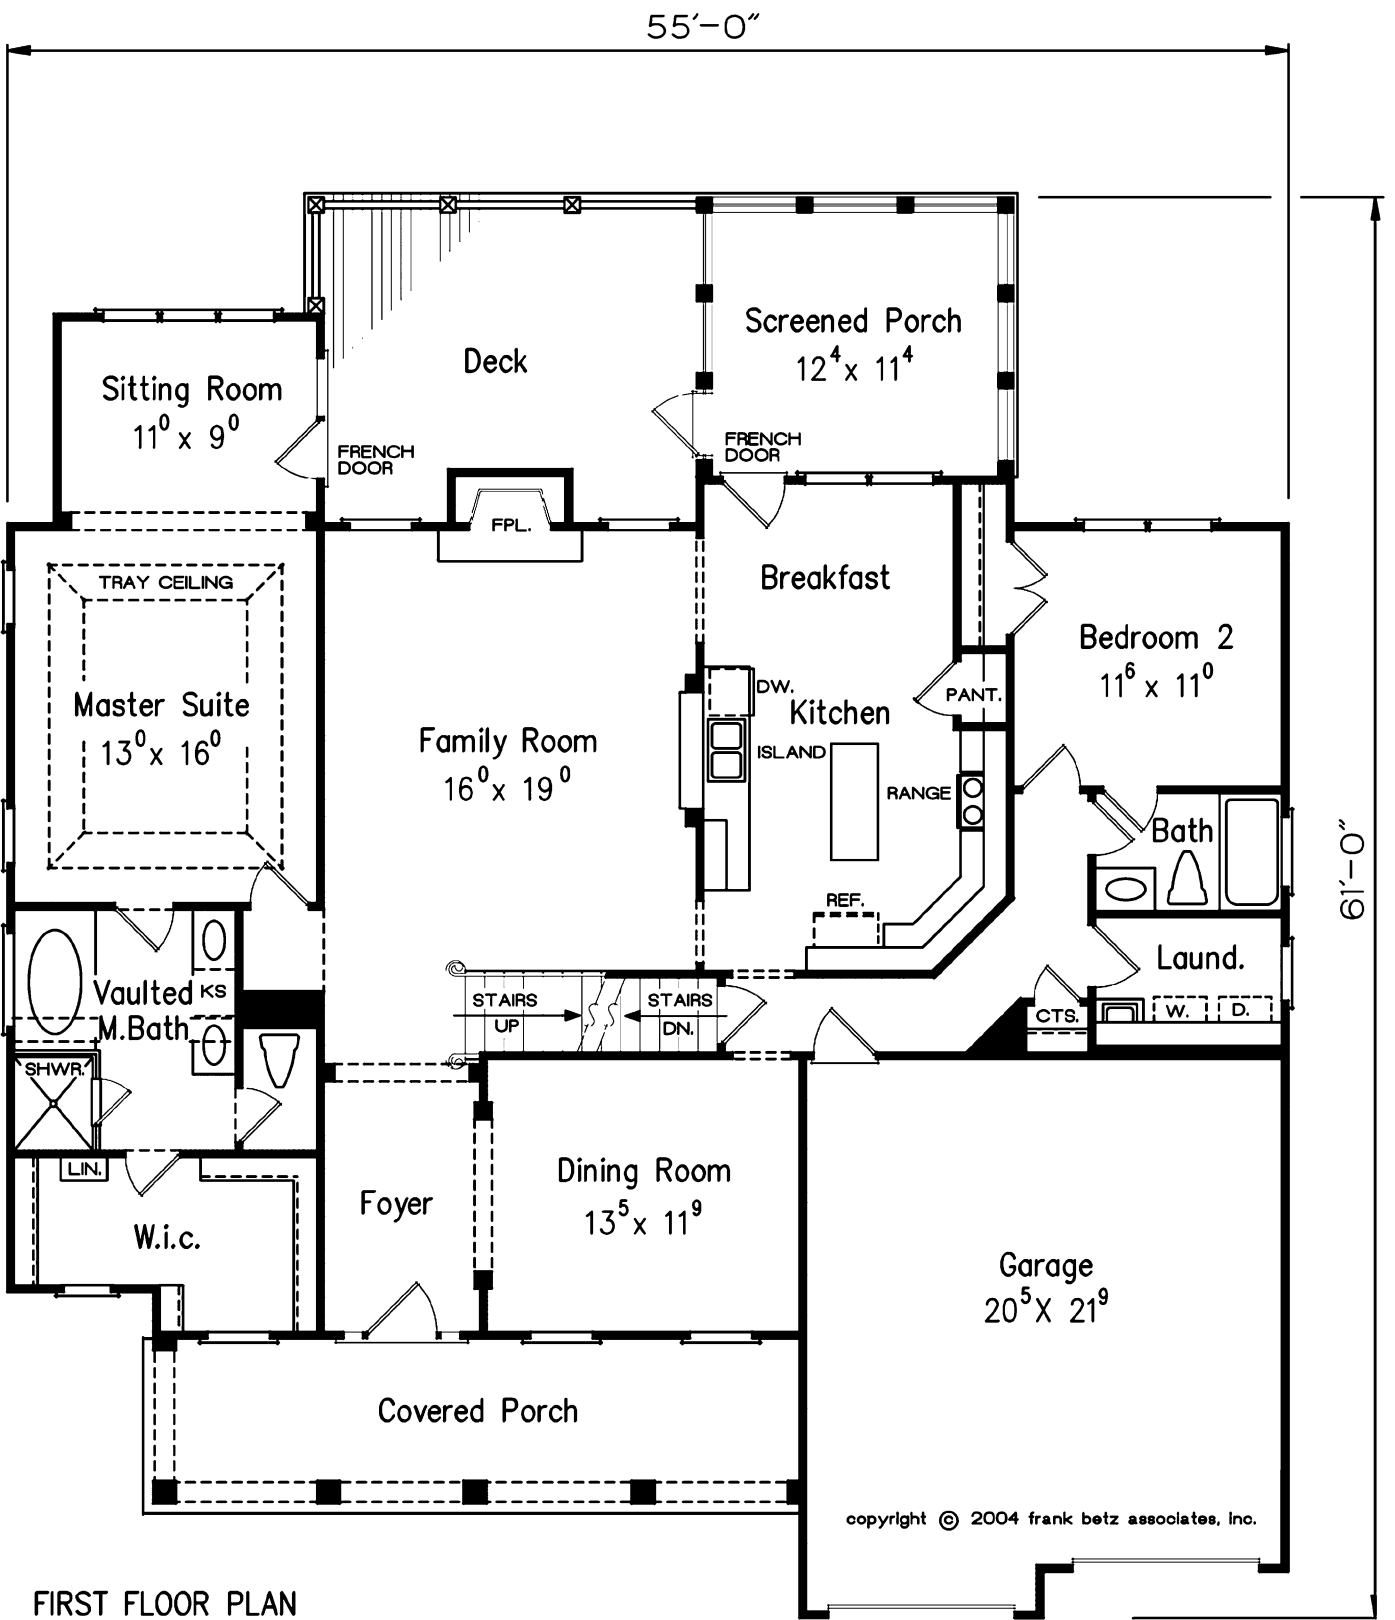 55'-0"
Screened Porch
12⁴x 11⁴
Deck
Sitting Room
11⁰x 9⁰
FRENCH
DOOR
FRENCH
DOOR
FPL.
TRAY CEILING
Breakfast
Bedroom 2
11⁶x 11⁰
Master Suite
13⁰x 16⁰
DW.
PANT.
Kitchen
Family Room
16⁰x 19⁰
ISLAND
RANGE
Bath
61'-0"
REF.
Laund.
Vaulted
M.Bath
KS
STAIRS
UP
STAIRS
DN.
CTS.
W.
D.
SHWR.
LIN.
Dining Room
13⁵x 11⁹
Foyer
W.i.c.
Garage
20⁵X 21⁹
Covered Porch
copyright © 2004 frank betz associates, inc.
FIRST FLOOR PLAN